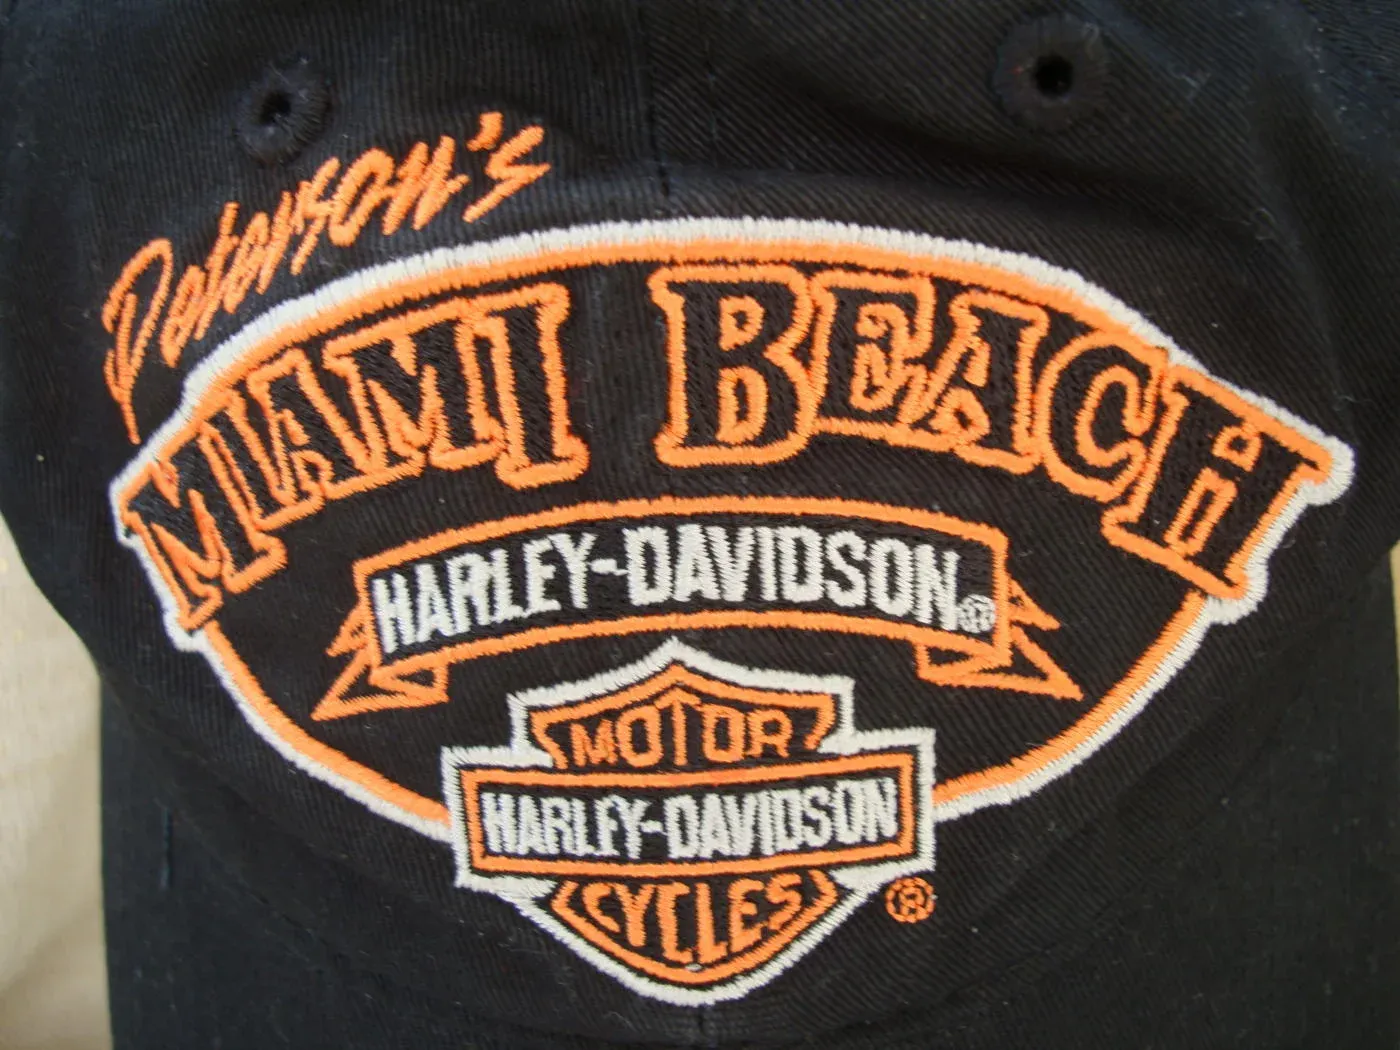 Peterson's
MIAMI BEACH
HARLEY-DAVIDSON®
MOTOR
HARLEY-DAVIDSON
CYCLES
®